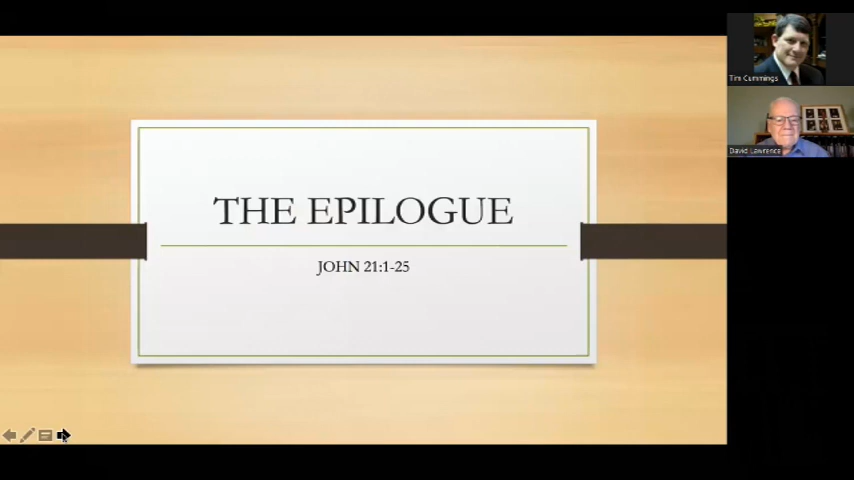 THE EPILOGUE
JOHN 21:1-25
Tim Cummings
David Lawrence